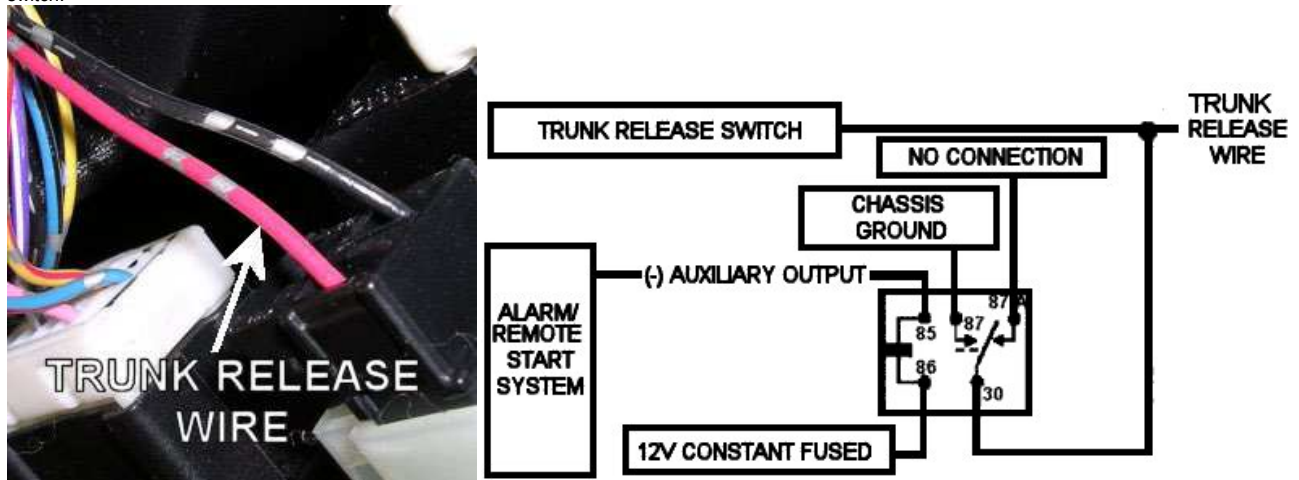 TRUNK RELEASE
WIRE
TRUNK RELEASE SWITCH
TRUNK
RELEASE
WIRE
NO CONNECTION
CHASSIS
GROUND
ALARM/
REMOTE
START
SYSTEM
(-) AUXILIARY OUTPUT
85
87
87A
86
30
12V CONSTANT FUSED